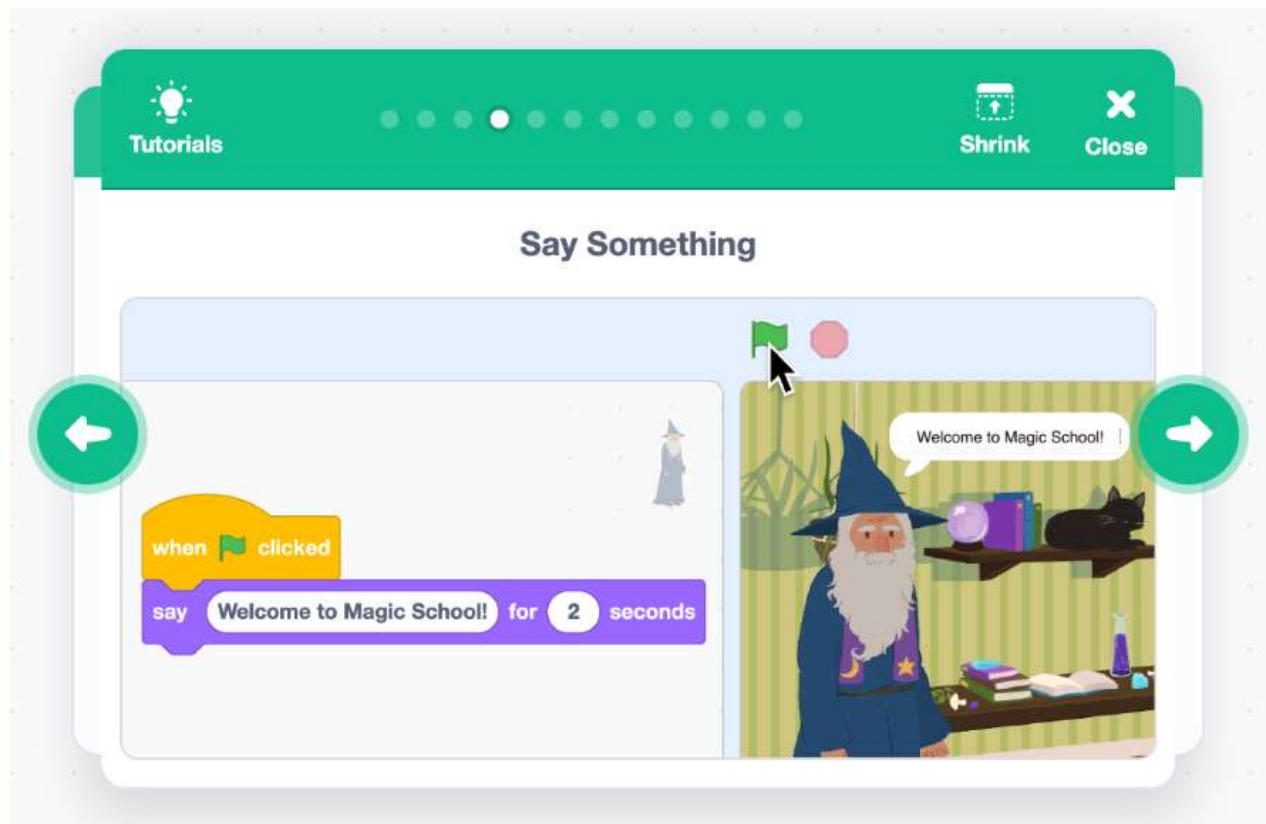 Tutorials
Shrink
Close
Say Something
Welcome to Magic School!
when clicked
say Welcome to Magic School! for 2 seconds